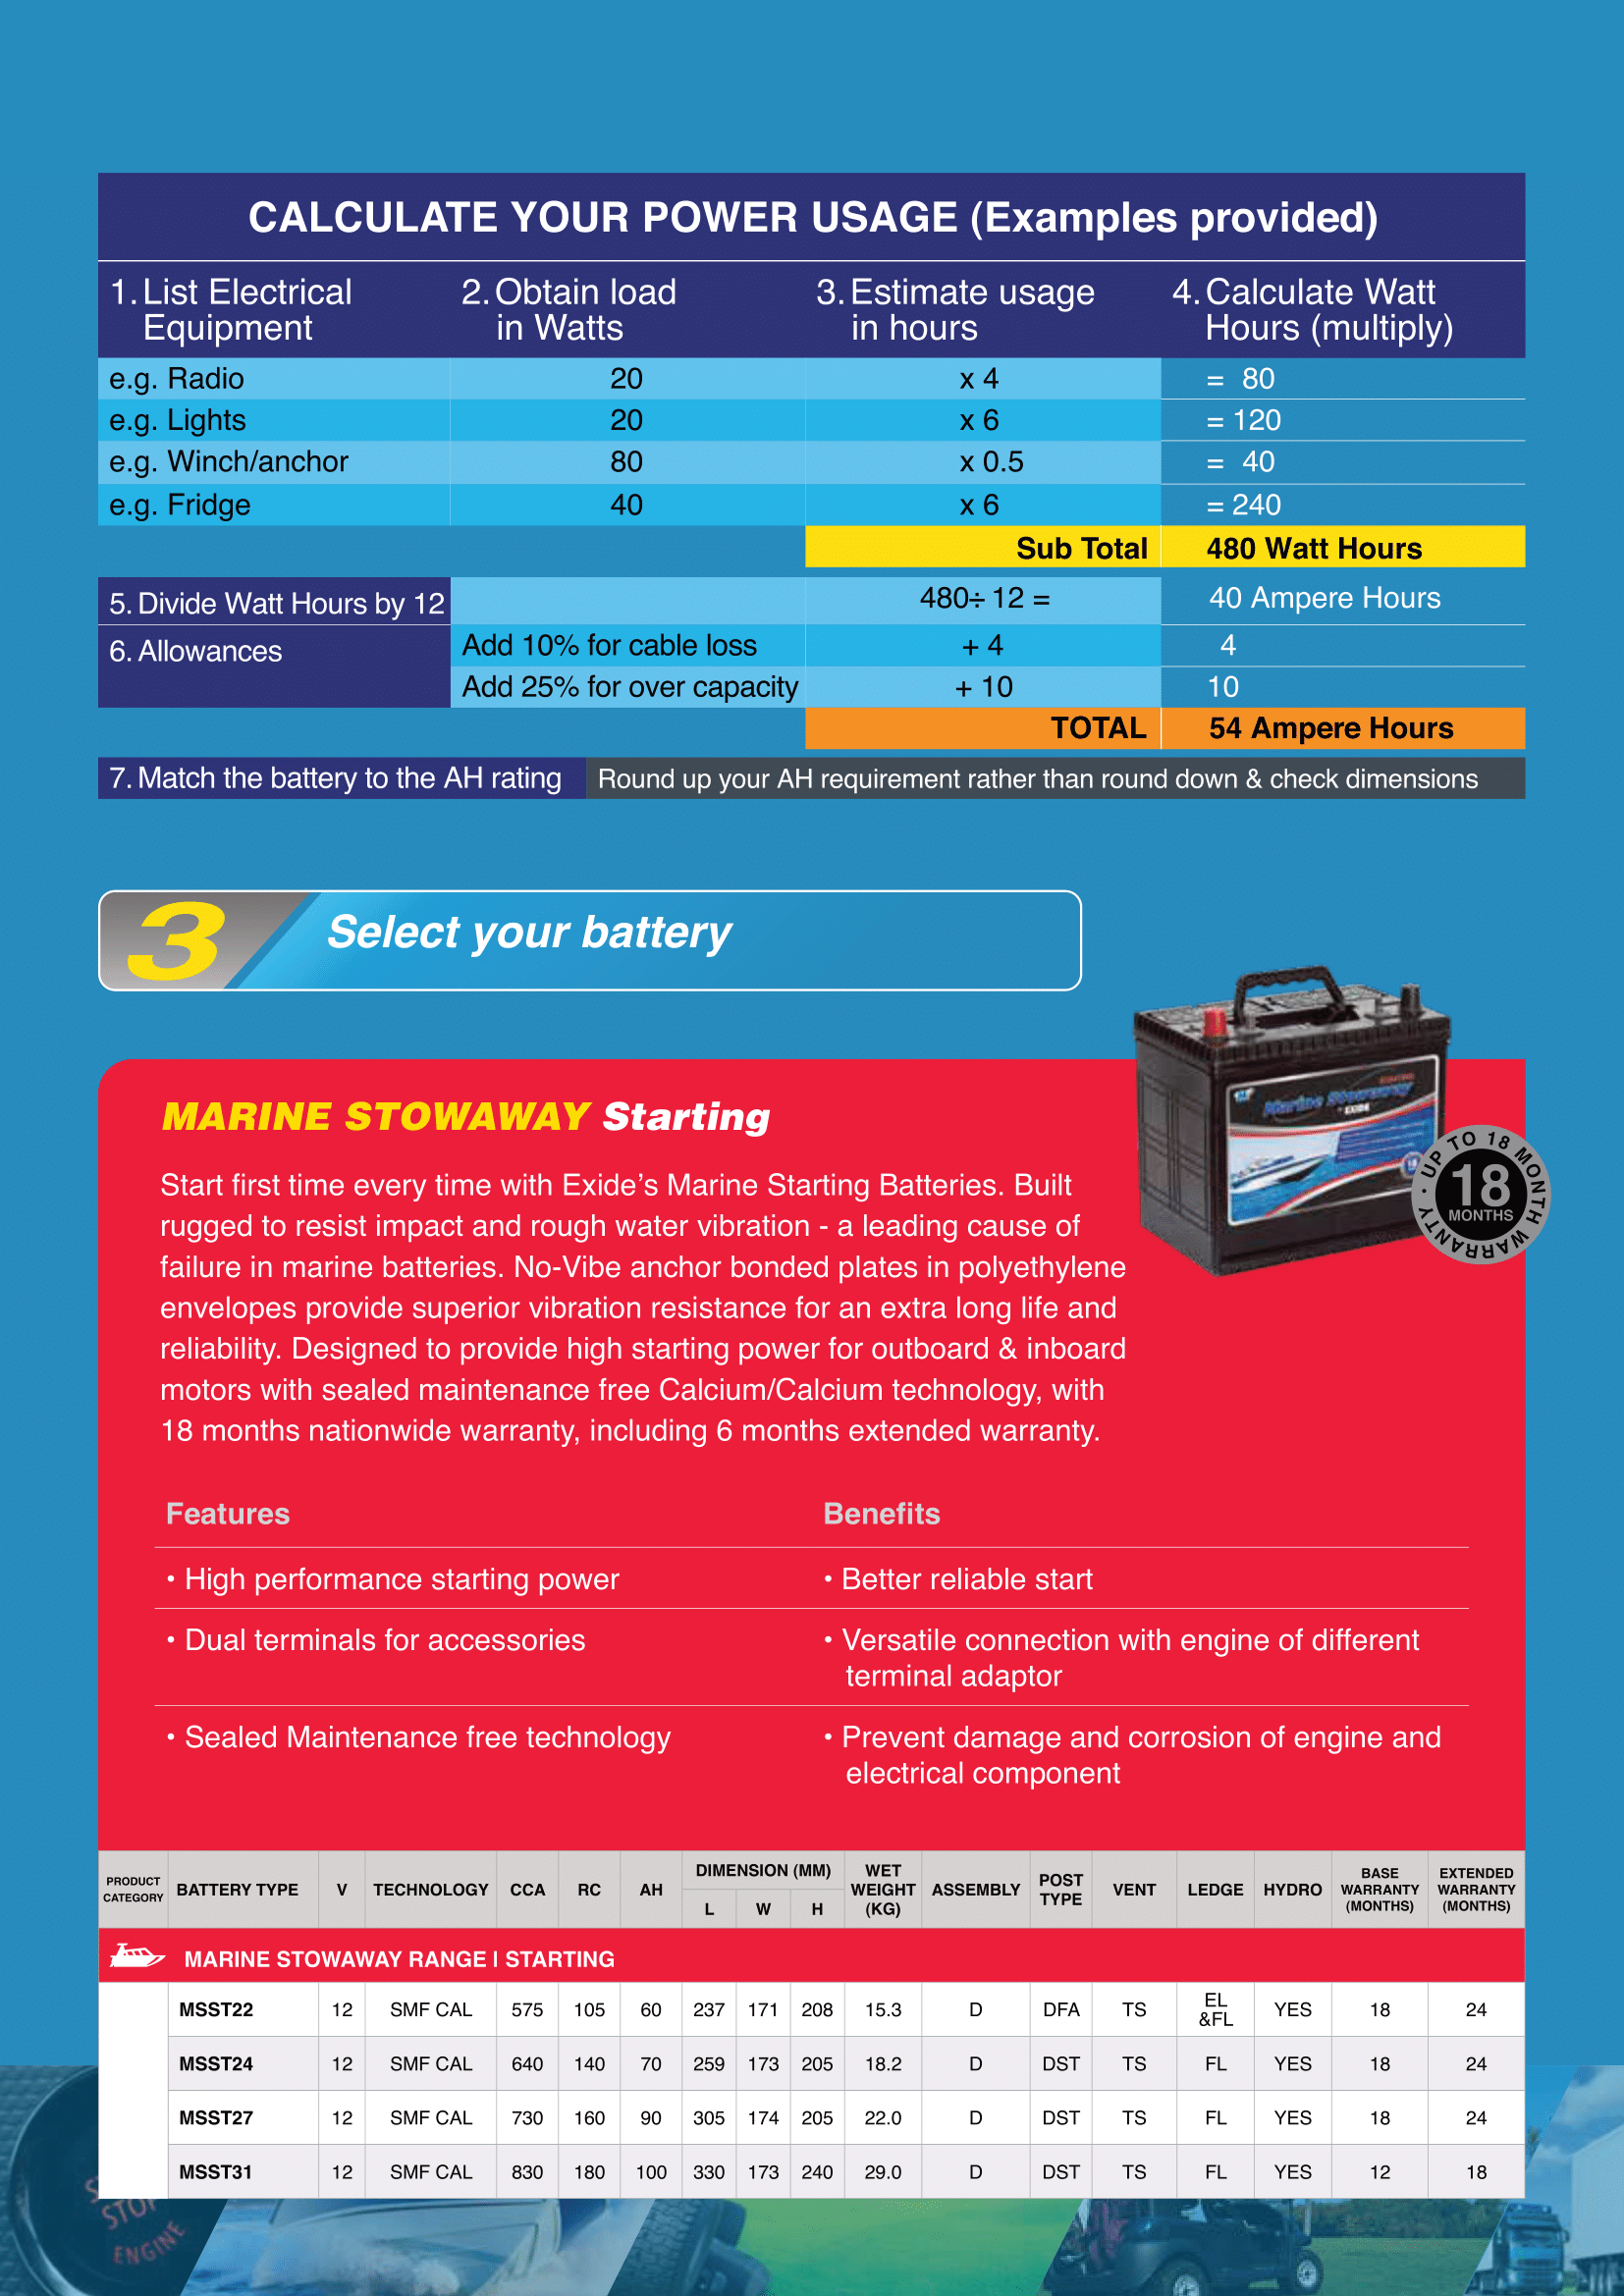 CALCULATE YOUR POWER USAGE (Examples provided)
1. List Electrical Equipment 2. Obtain load in Watts 3. Estimate usage in hours 4. Calculate Watt Hours (multiply)
e.g. Radio 20 x 4 = 80
e.g. Lights 20 x 6 = 120
e.g. Winch/anchor 80 x 0.5 = 40
e.g. Fridge 40 x 6 = 240
Sub Total 480 Watt Hours
5. Divide Watt Hours by 12 480÷ 12 = 40 Ampere Hours
6. Allowances Add 10% for cable loss + 4 4
Add 25% for over capacity + 10 10
TOTAL 54 Ampere Hours
7. Match the battery to the AH rating Round up your AH requirement rather than round down & check dimensions
3 Select your battery
MARINE STOWAWAY Starting
Start first time every time with Exide's Marine Starting Batteries. Built
rugged to resist impact and rough water vibration - a leading cause of
failure in marine batteries. No-Vibe anchor bonded plates in polyethylene
envelopes provide superior vibration resistance for an extra long life and
reliability. Designed to provide high starting power for outboard & inboard
motors with sealed maintenance free Calcium/Calcium technology, with
18 months nationwide warranty, including 6 months extended warranty.
Marine Stowaway
EXIDE
• UP TO 18 MONTH WARRANTY
18
MONTHS
Features Benefits
• High performance starting power • Better reliable start
• Dual terminals for accessories • Versatile connection with engine of different
terminal adaptor
• Sealed Maintenance free technology • Prevent damage and corrosion of engine and
electrical component
PRODUCT CATEGORY BATTERY TYPE V TECHNOLOGY CCA RC AH DIMENSION (MM) L W H WET WEIGHT (KG) ASSEMBLY POST TYPE VENT LEDGE HYDRO BASE WARRANTY (MONTHS) EXTENDED WARRANTY (MONTHS)
MARINE STOWAWAY RANGE | STARTING
MSST22 12 SMF CAL 575 105 60 237 171 208 15.3 D DFA TS EL &FL YES 18 24
MSST24 12 SMF CAL 640 140 70 259 173 205 18.2 D DST TS FL YES 18 24
MSST27 12 SMF CAL 730 160 90 305 174 205 22.0 D DST TS FL YES 18 24
MSST31 12 SMF CAL 830 180 100 330 173 240 29.0 D DST TS FL YES 12 18
STOP
ENGINE